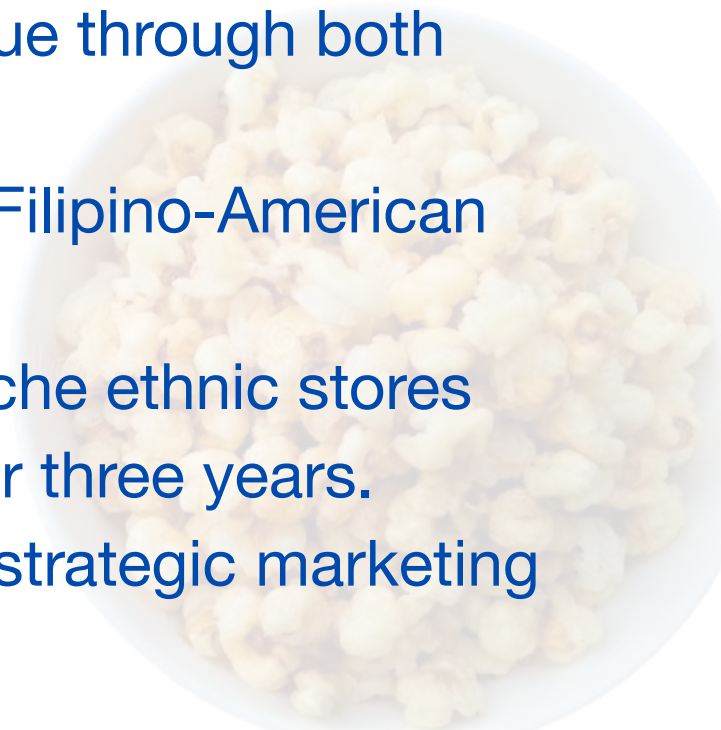 ue through both
Filipino-American
che ethnic stores
r three years.
strategic marketing